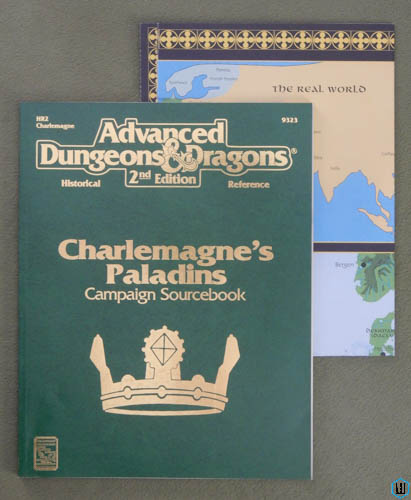 HR2
Charlemagne
9323
Advanced
Dungeons & Dragons®
2nd Edition
Historical
Reference
Charlemagne's
Paladins
Campaign Sourcebook
THE REAL WORLD
Bergen